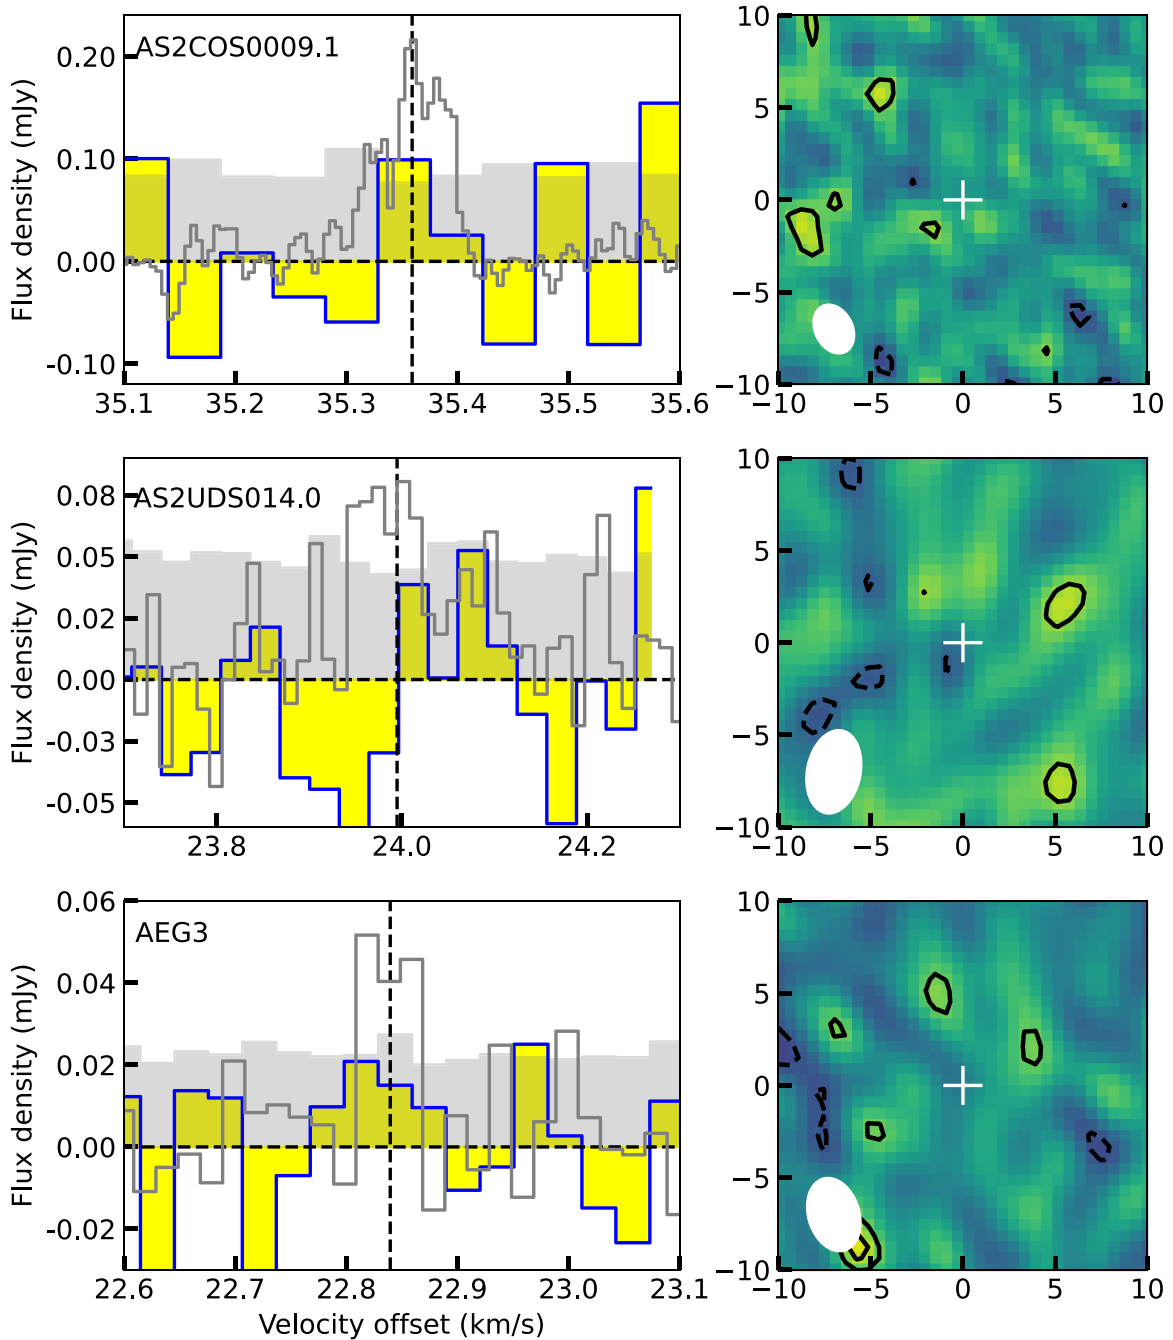 AS2COS0009.1
Flux density (mJy)
0.20
0.10
0.00
-0.10
35.1 35.2 35.3 35.4 35.5 35.6
10
5
0
−5
−10
−10 −5 0 5 10
AS2UDS014.0
Flux density (mJy)
0.08
0.05
0.02
0.00
-0.03
-0.05
23.8 24.0 24.2
10
5
0
−5
−10
−10 −5 0 5 10
AEG3
Flux density (mJy)
0.06
0.04
0.02
0.00
-0.02
22.6 22.7 22.8 22.9 23.0 23.1
Velocity offset (km/s)
10
5
0
−5
−10
−10 −5 0 5 10